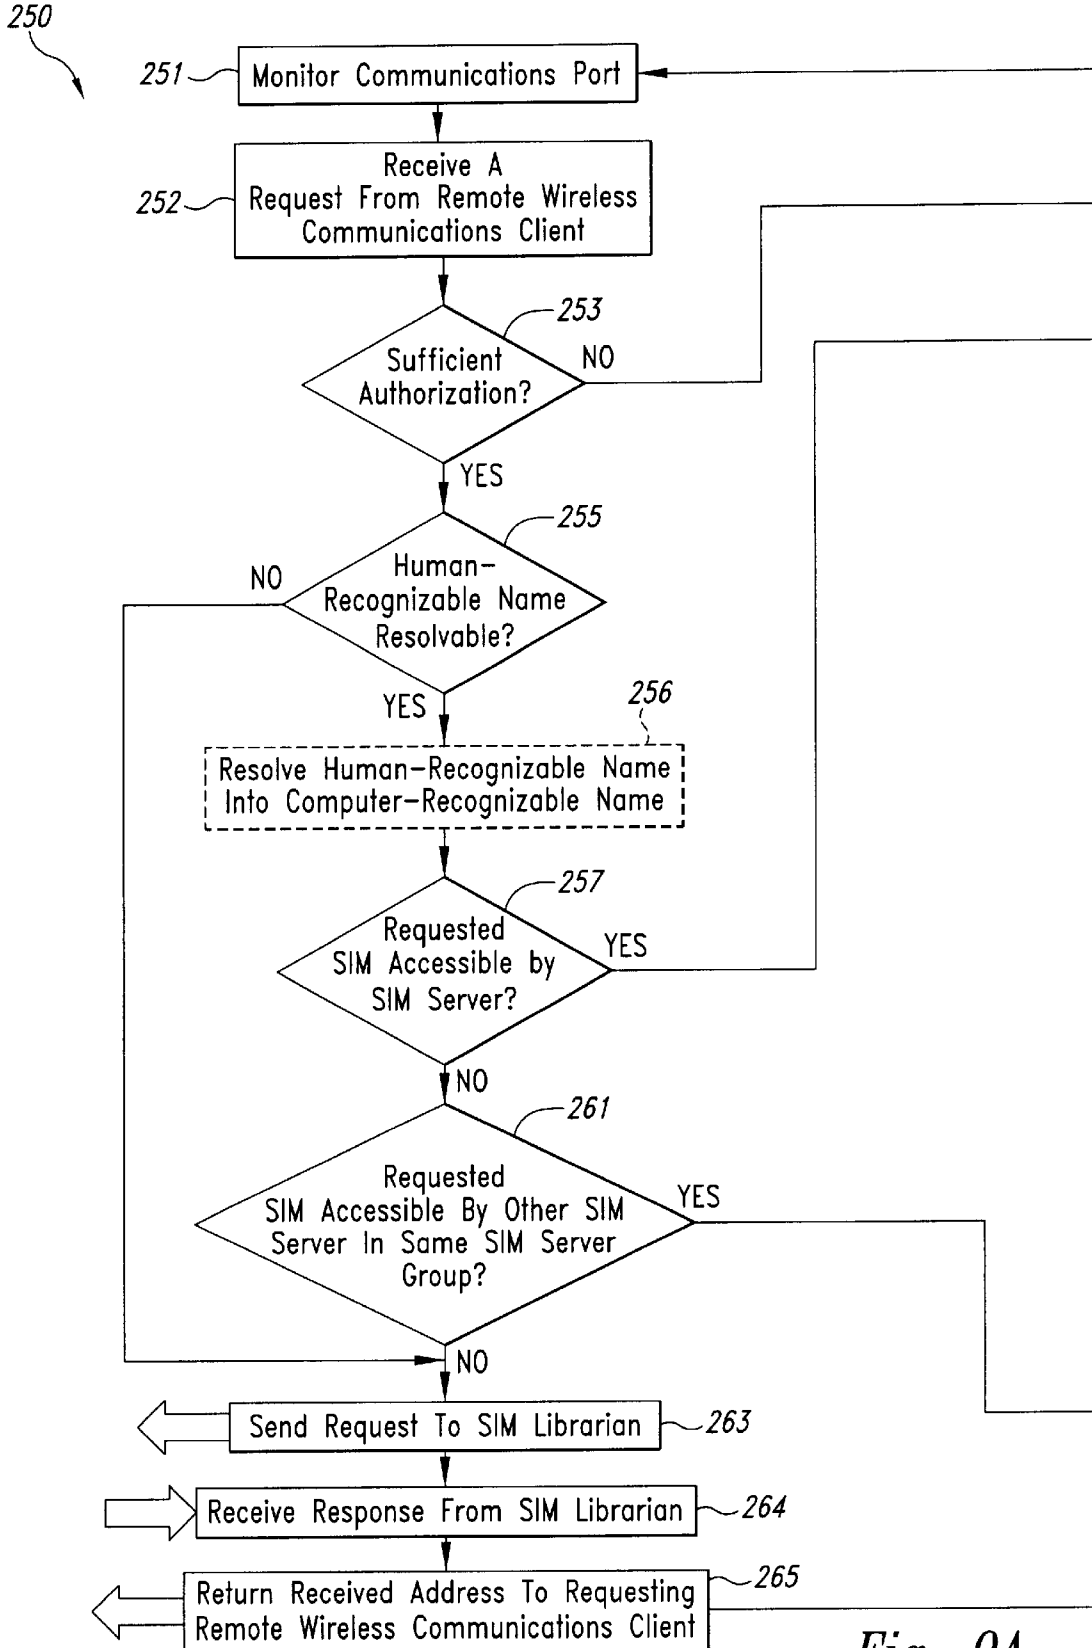 250
251
Monitor Communications Port
252
Receive A
Request From Remote Wireless
Communications Client
253
Sufficient
Authorization?
NO
YES
255
Human-
Recognizable Name
Resolvable?
NO
YES
256
Resolve Human-Recognizable Name
Into Computer-Recognizable Name
257
Requested
SIM Accessible by
SIM Server?
YES
NO
261
Requested
SIM Accessible By Other SIM
Server In Same SIM Server
Group?
YES
NO
Send Request To SIM Librarian
263
Receive Response From SIM Librarian
264
Return Received Address To Requesting
Remote Wireless Communications Client
265
Fig. 9A